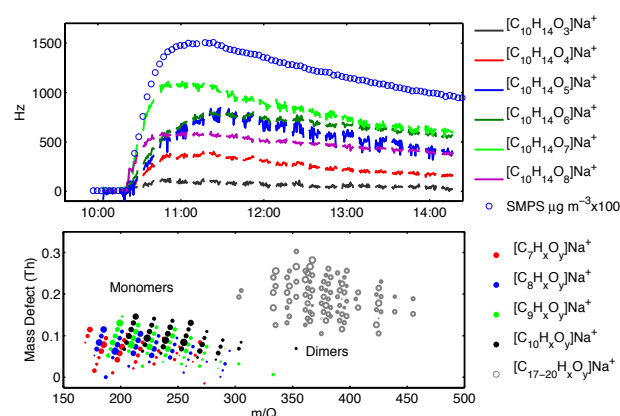 1500
1000
500
0
Hz
10:00 11:00 12:00 13:00 14:00
[C10H14O3]Na+
[C10H14O4]Na+
[C10H14O5]Na+
[C10H14O6]Na+
[C10H14O7]Na+
[C10H14O8]Na+
SMPS µg m−3x100
0.3
0.2
0.1
0
Mass Defect (Th)
Monomers
Dimers
150 200 250 300 350 400 450 500
m/Q
[C7HxOy]Na+
[C8HxOy]Na+
[C9HxOy]Na+
[C10HxOy]Na+
[C17−20HxOy]Na+